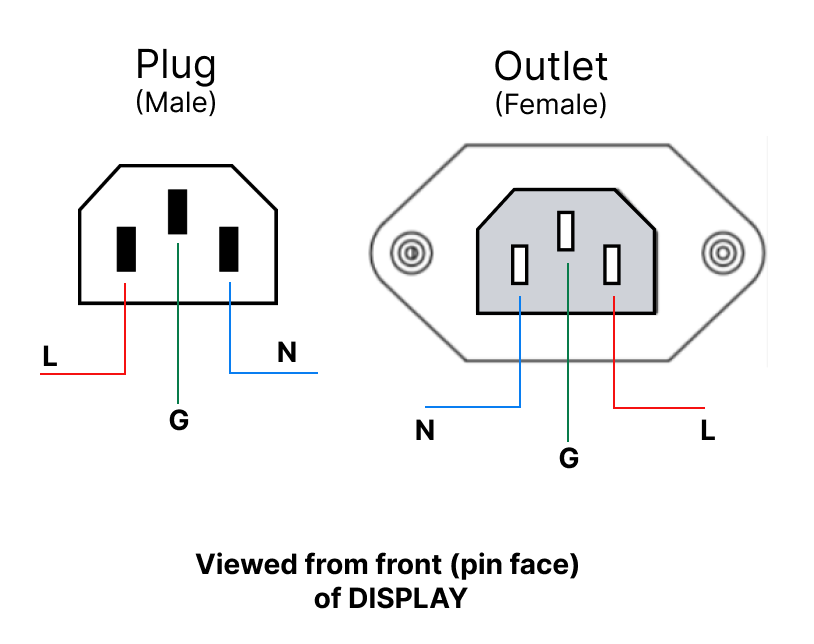 Plug
(Male)
Outlet
(Female)
L
N
G
N
L
G
Viewed from front (pin face)
of DISPLAY